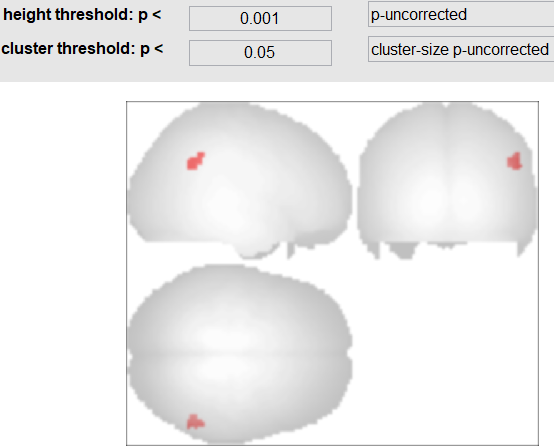 height threshold: p < 0.001 p-uncorrected
cluster threshold: p < 0.05 cluster-size p-uncorrected